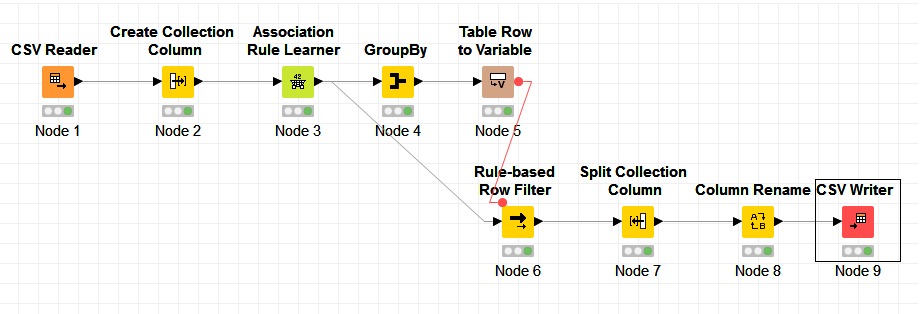 CSV Reader
Create Collection
Column
Association
Rule Learner
GroupBy
Table Row
to Variable
Node 1
Node 2
Node 3
Node 4
Node 5
Rule-based
Row Filter
Split Collection
Column
Column Rename
CSV Writer
Node 6
Node 7
Node 8
Node 9